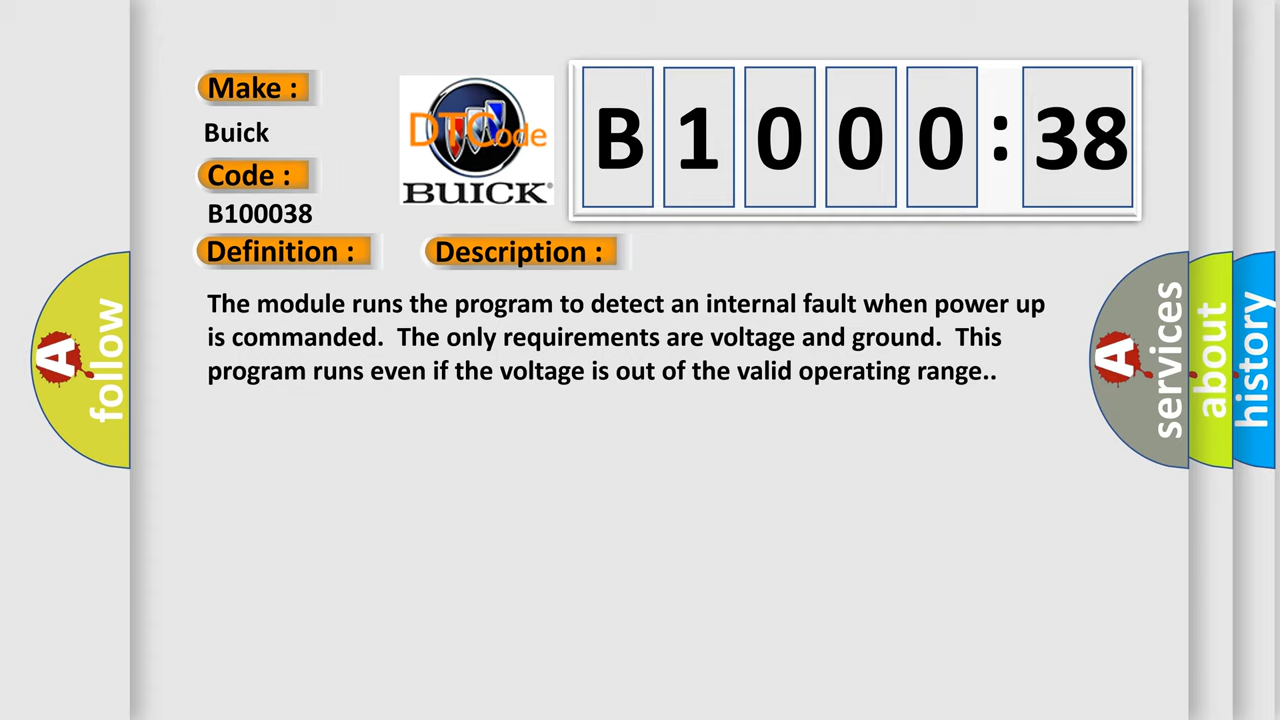 Make :
Buick
Code :
B100038
DTCode
BUICK®
B 1 0 0 0 : 38
Definition :
Description :
The module runs the program to detect an internal fault when power up
is commanded The only requirements are voltage and ground This
program runs even if the voltage is out of the valid operating range..
A follow
A services
about
history